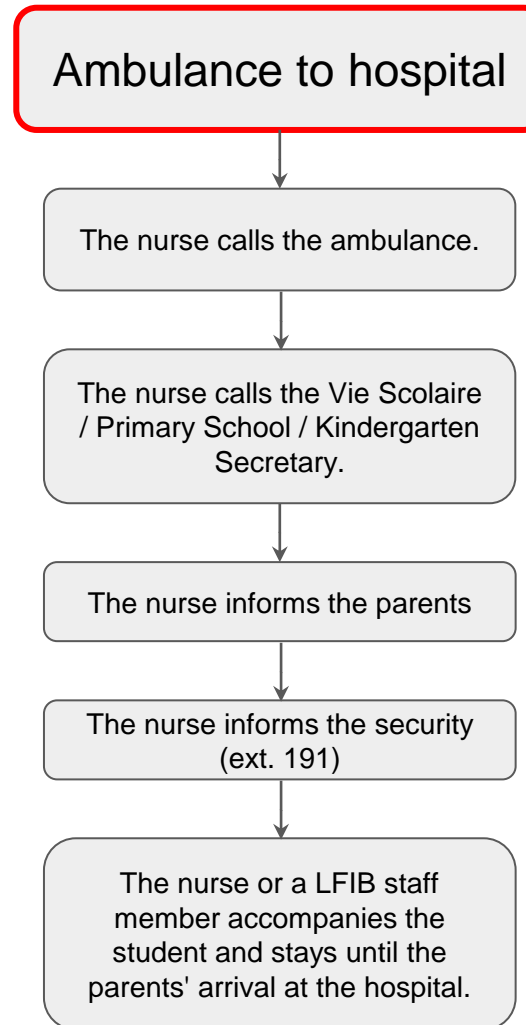 Ambulance to hospital
The nurse calls the ambulance.
The nurse calls the Vie Scolaire
/ Primary School / Kindergarten
Secretary.
The nurse informs the parents
The nurse informs the security
(ext. 191)
The nurse or a LFIB staff
member accompanies the
student and stays until the
parents' arrival at the hospital.